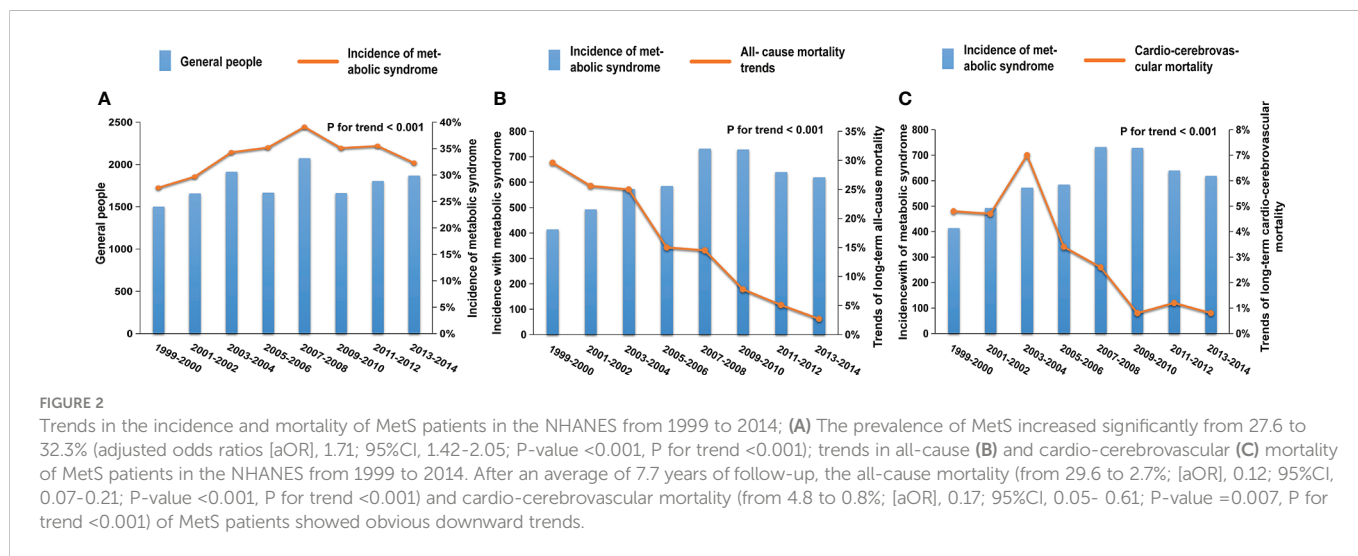 General people
Incidence of met-
abolic syndrome
Incidence of met-
abolic syndrome
All- cause mortality
trends
Incidence of met-
abolic syndrome
Cardio-cerebrovas-
cular mortality
A
P for trend < 0.001
General people
2500
2000
1500
1000
500
0
Incidence of metabolic syndrome
40%
35%
30%
25%
20%
15%
10%
5%
0%
1999-2000
2001-2002
2003-2004
2005-2006
2007-2008
2009-2010
2011-2012
2013-2014
B
P for trend < 0.001
Incidence with metabolic syndrome
800
700
600
500
400
300
200
100
0
Trends of long-term all-cause mortality
35%
30%
25%
20%
15%
10%
5%
0%
1999-2000
2001-2002
2003-2004
2005-2006
2007-2008
2009-2010
2011-2012
2013-2014
C
P for trend < 0.001
Incidencewith of metabolic syndrome
800
700
600
500
400
300
200
100
0
Trends of long-term cardio-cerebrovascular
mortality
8%
7%
6%
5%
4%
3%
2%
1%
0%
1999-2000
2001-2002
2003-2004
2005-2006
2007-2008
2009-2010
2011-2012
2013-2014
FIGURE 2
Trends in the incidence and mortality of MetS patients in the NHANES from 1999 to 2014; (A) The prevalence of MetS increased significantly from 27.6 to
32.3% (adjusted odds ratios [aOR], 1.71; 95%CI, 1.42-2.05; P-value <0.001, P for trend <0.001); trends in all-cause (B) and cardio-cerebrovascular (C) mortality
of MetS patients in the NHANES from 1999 to 2014. After an average of 7.7 years of follow-up, the all-cause mortality (from 29.6 to 2.7%; [aOR], 0.12; 95%CI,
0.07-0.21; P-value <0.001, P for trend <0.001) and cardio-cerebrovascular mortality (from 4.8 to 0.8%; [aOR], 0.17; 95%CI, 0.05- 0.61; P-value =0.007, P for
trend <0.001) of MetS patients showed obvious downward trends.